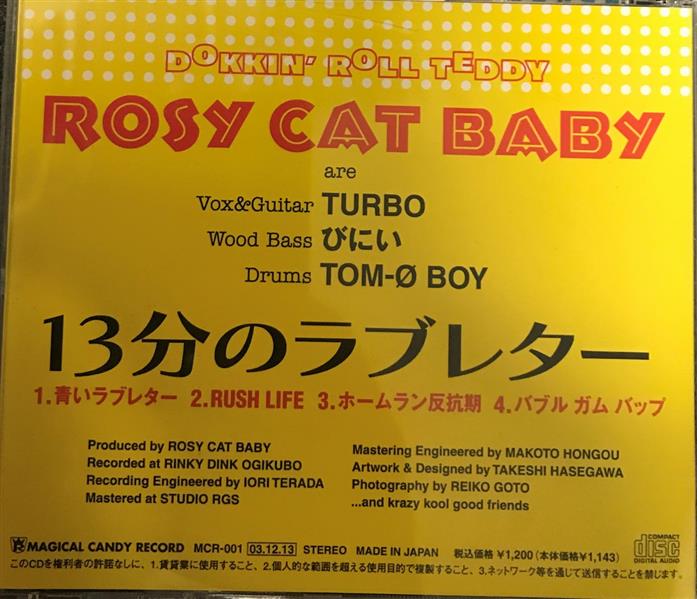 DOKKIN' ROLL TEDDY
ROSY CAT BABY
are
Vox&Guitar TURBO
Wood Bass びにい
Drums TOM-Ø BOY
13分のラブレター
1.青いラブレター 2.RUSH LIFE 3.ホームラン反抗期 4.バブル ガム バップ
Produced by ROSY CAT BABY
Recorded at RINKY DINK OGIKUBO
Recording Engineered by IORI TERADA
Mastered at STUDIO RGS
Mastering Engineered by MAKOTO HONGOU
Artwork & Designed by TAKESHI HASEGAWA
Photography by REIKO GOTO
...and krazy kool good friends
MAGICAL CANDY RECORD MCR-001 03.12.13 STEREO MADE IN JAPAN 税込価格 ¥1,200 (本体価格¥1,143)
COMPACT disc DIGITAL AUDIO
このCDを権利者の許諾なしに、1.賃貸業に使用すること、2.個人的な範囲を超える使用目的で複製すること、3.ネットワーク等を通じて送信することを禁じます。